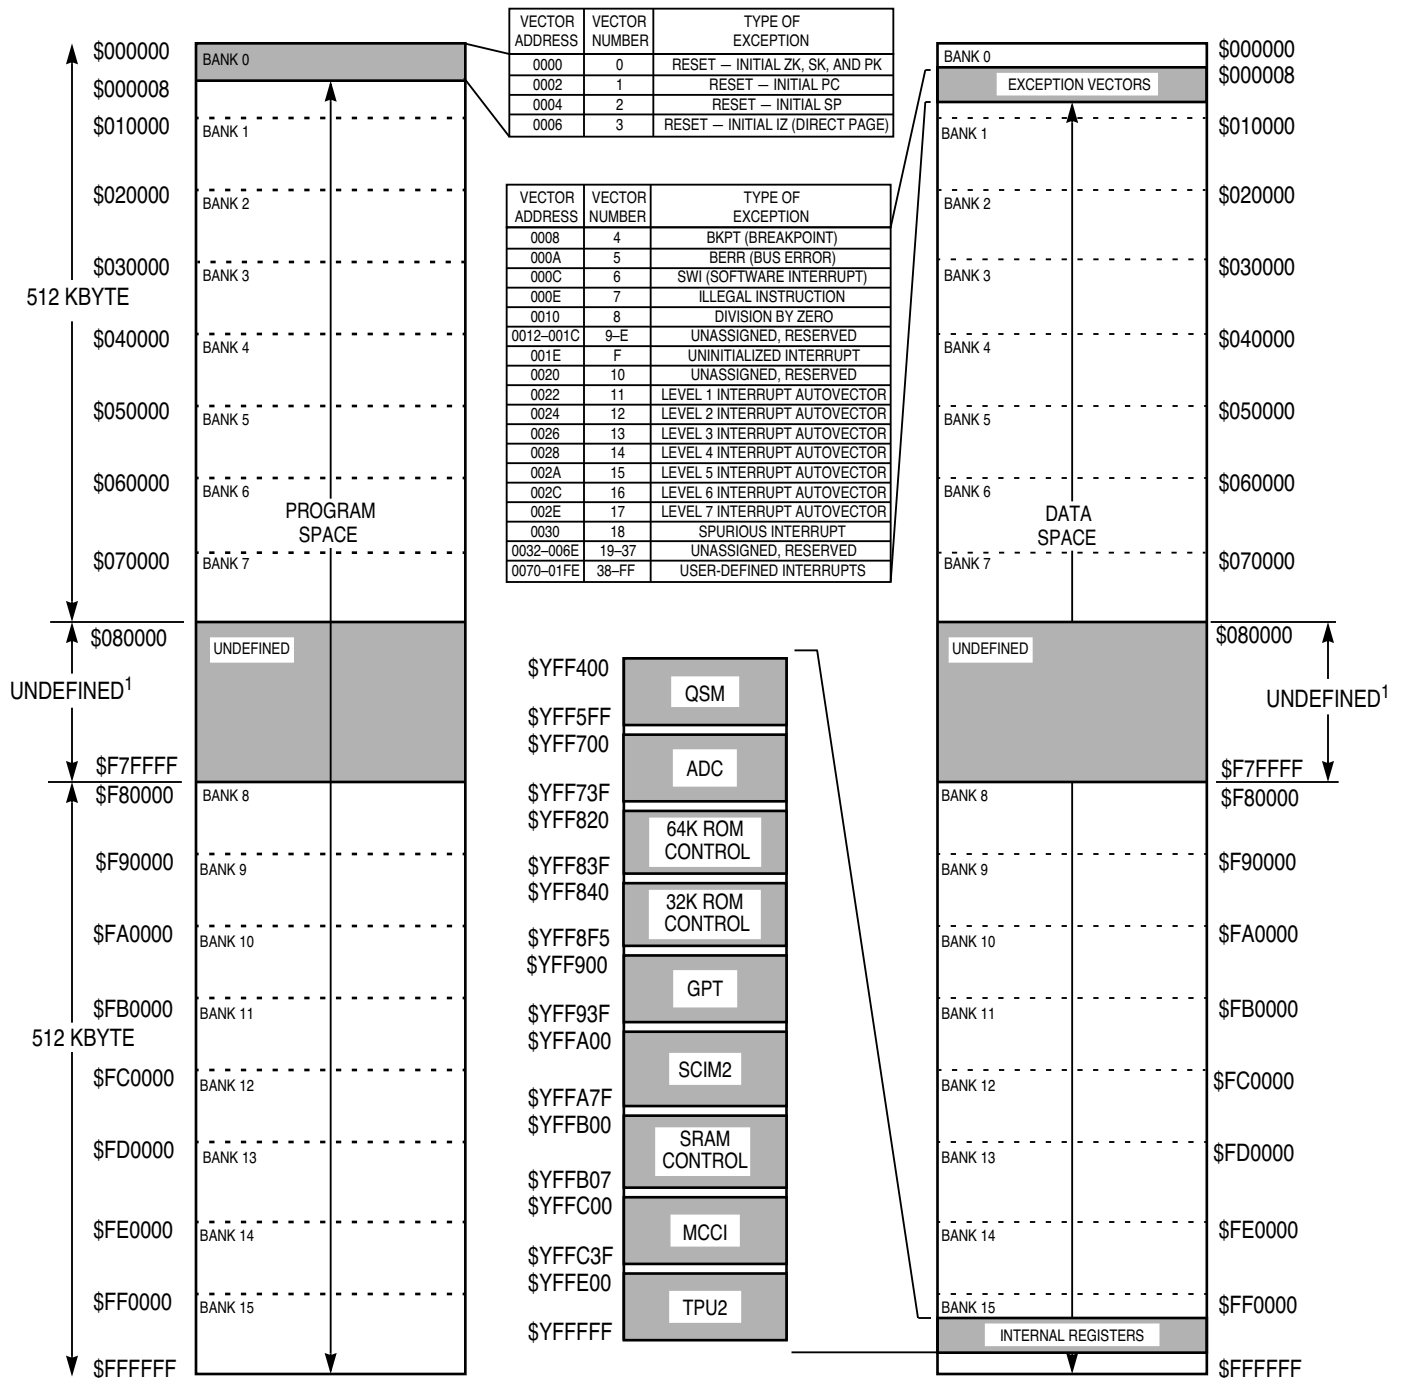 $000000
$000008
$010000
$020000
$030000
512 KBYTE
$040000
$050000
$060000
$070000
$080000
UNDEFINED1
$F7FFFF
$F80000
$F90000
$FA0000
$FB0000
512 KBYTE
$FC0000
$FD0000
$FE0000
$FF0000
$FFFFFF
BANK 0
BANK 1
BANK 2
BANK 3
BANK 4
BANK 5
BANK 6
PROGRAM
SPACE
BANK 7
UNDEFINED
BANK 8
BANK 9
BANK 10
BANK 11
BANK 12
BANK 13
BANK 14
BANK 15
VECTOR ADDRESS VECTOR NUMBER TYPE OF EXCEPTION
0000 0 RESET — INITIAL ZK, SK, AND PK
0002 1 RESET — INITIAL PC
0004 2 RESET — INITIAL SP
0006 3 RESET — INITIAL IZ (DIRECT PAGE)
VECTOR ADDRESS VECTOR NUMBER TYPE OF EXCEPTION
0008 4 BKPT (BREAKPOINT)
000A 5 BERR (BUS ERROR)
000C 6 SWI (SOFTWARE INTERRUPT)
000E 7 ILLEGAL INSTRUCTION
0010 8 DIVISION BY ZERO
0012–001C 9–E UNASSIGNED, RESERVED
001E F UNINITIALIZED INTERRUPT
0020 10 UNASSIGNED, RESERVED
0022 11 LEVEL 1 INTERRUPT AUTOVECTOR
0024 12 LEVEL 2 INTERRUPT AUTOVECTOR
0026 13 LEVEL 3 INTERRUPT AUTOVECTOR
0028 14 LEVEL 4 INTERRUPT AUTOVECTOR
002A 15 LEVEL 5 INTERRUPT AUTOVECTOR
002C 16 LEVEL 6 INTERRUPT AUTOVECTOR
002E 17 LEVEL 7 INTERRUPT AUTOVECTOR
0030 18 SPURIOUS INTERRUPT
0032–006E 19–37 UNASSIGNED, RESERVED
0070–01FE 38–FF USER-DEFINED INTERRUPTS
$YFF400
QSM
$YFF5FF
$YFF700
ADC
$YFF73F
$YFF820
64K ROM
CONTROL
$YFF83F
$YFF840
32K ROM
CONTROL
$YFF8F5
$YFF900
GPT
$YFF93F
$YFFA00
SCIM2
$YFFA7F
$YFFB00
SRAM
CONTROL
$YFFB07
$YFFC00
MCCI
$YFFC3F
$YFFE00
TPU2
$YFFFFF
BANK 0
EXCEPTION VECTORS
BANK 1
BANK 2
BANK 3
BANK 4
BANK 5
BANK 6
DATA
SPACE
BANK 7
UNDEFINED
BANK 8
BANK 9
BANK 10
BANK 11
BANK 12
BANK 13
BANK 14
BANK 15
INTERNAL REGISTERS
$000000
$000008
$010000
$020000
$030000
$040000
$050000
$060000
$070000
$080000
UNDEFINED1
$F7FFFF
$F80000
$F90000
$FA0000
$FB0000
$FC0000
$FD0000
$FE0000
$FF0000
$FFFFFF